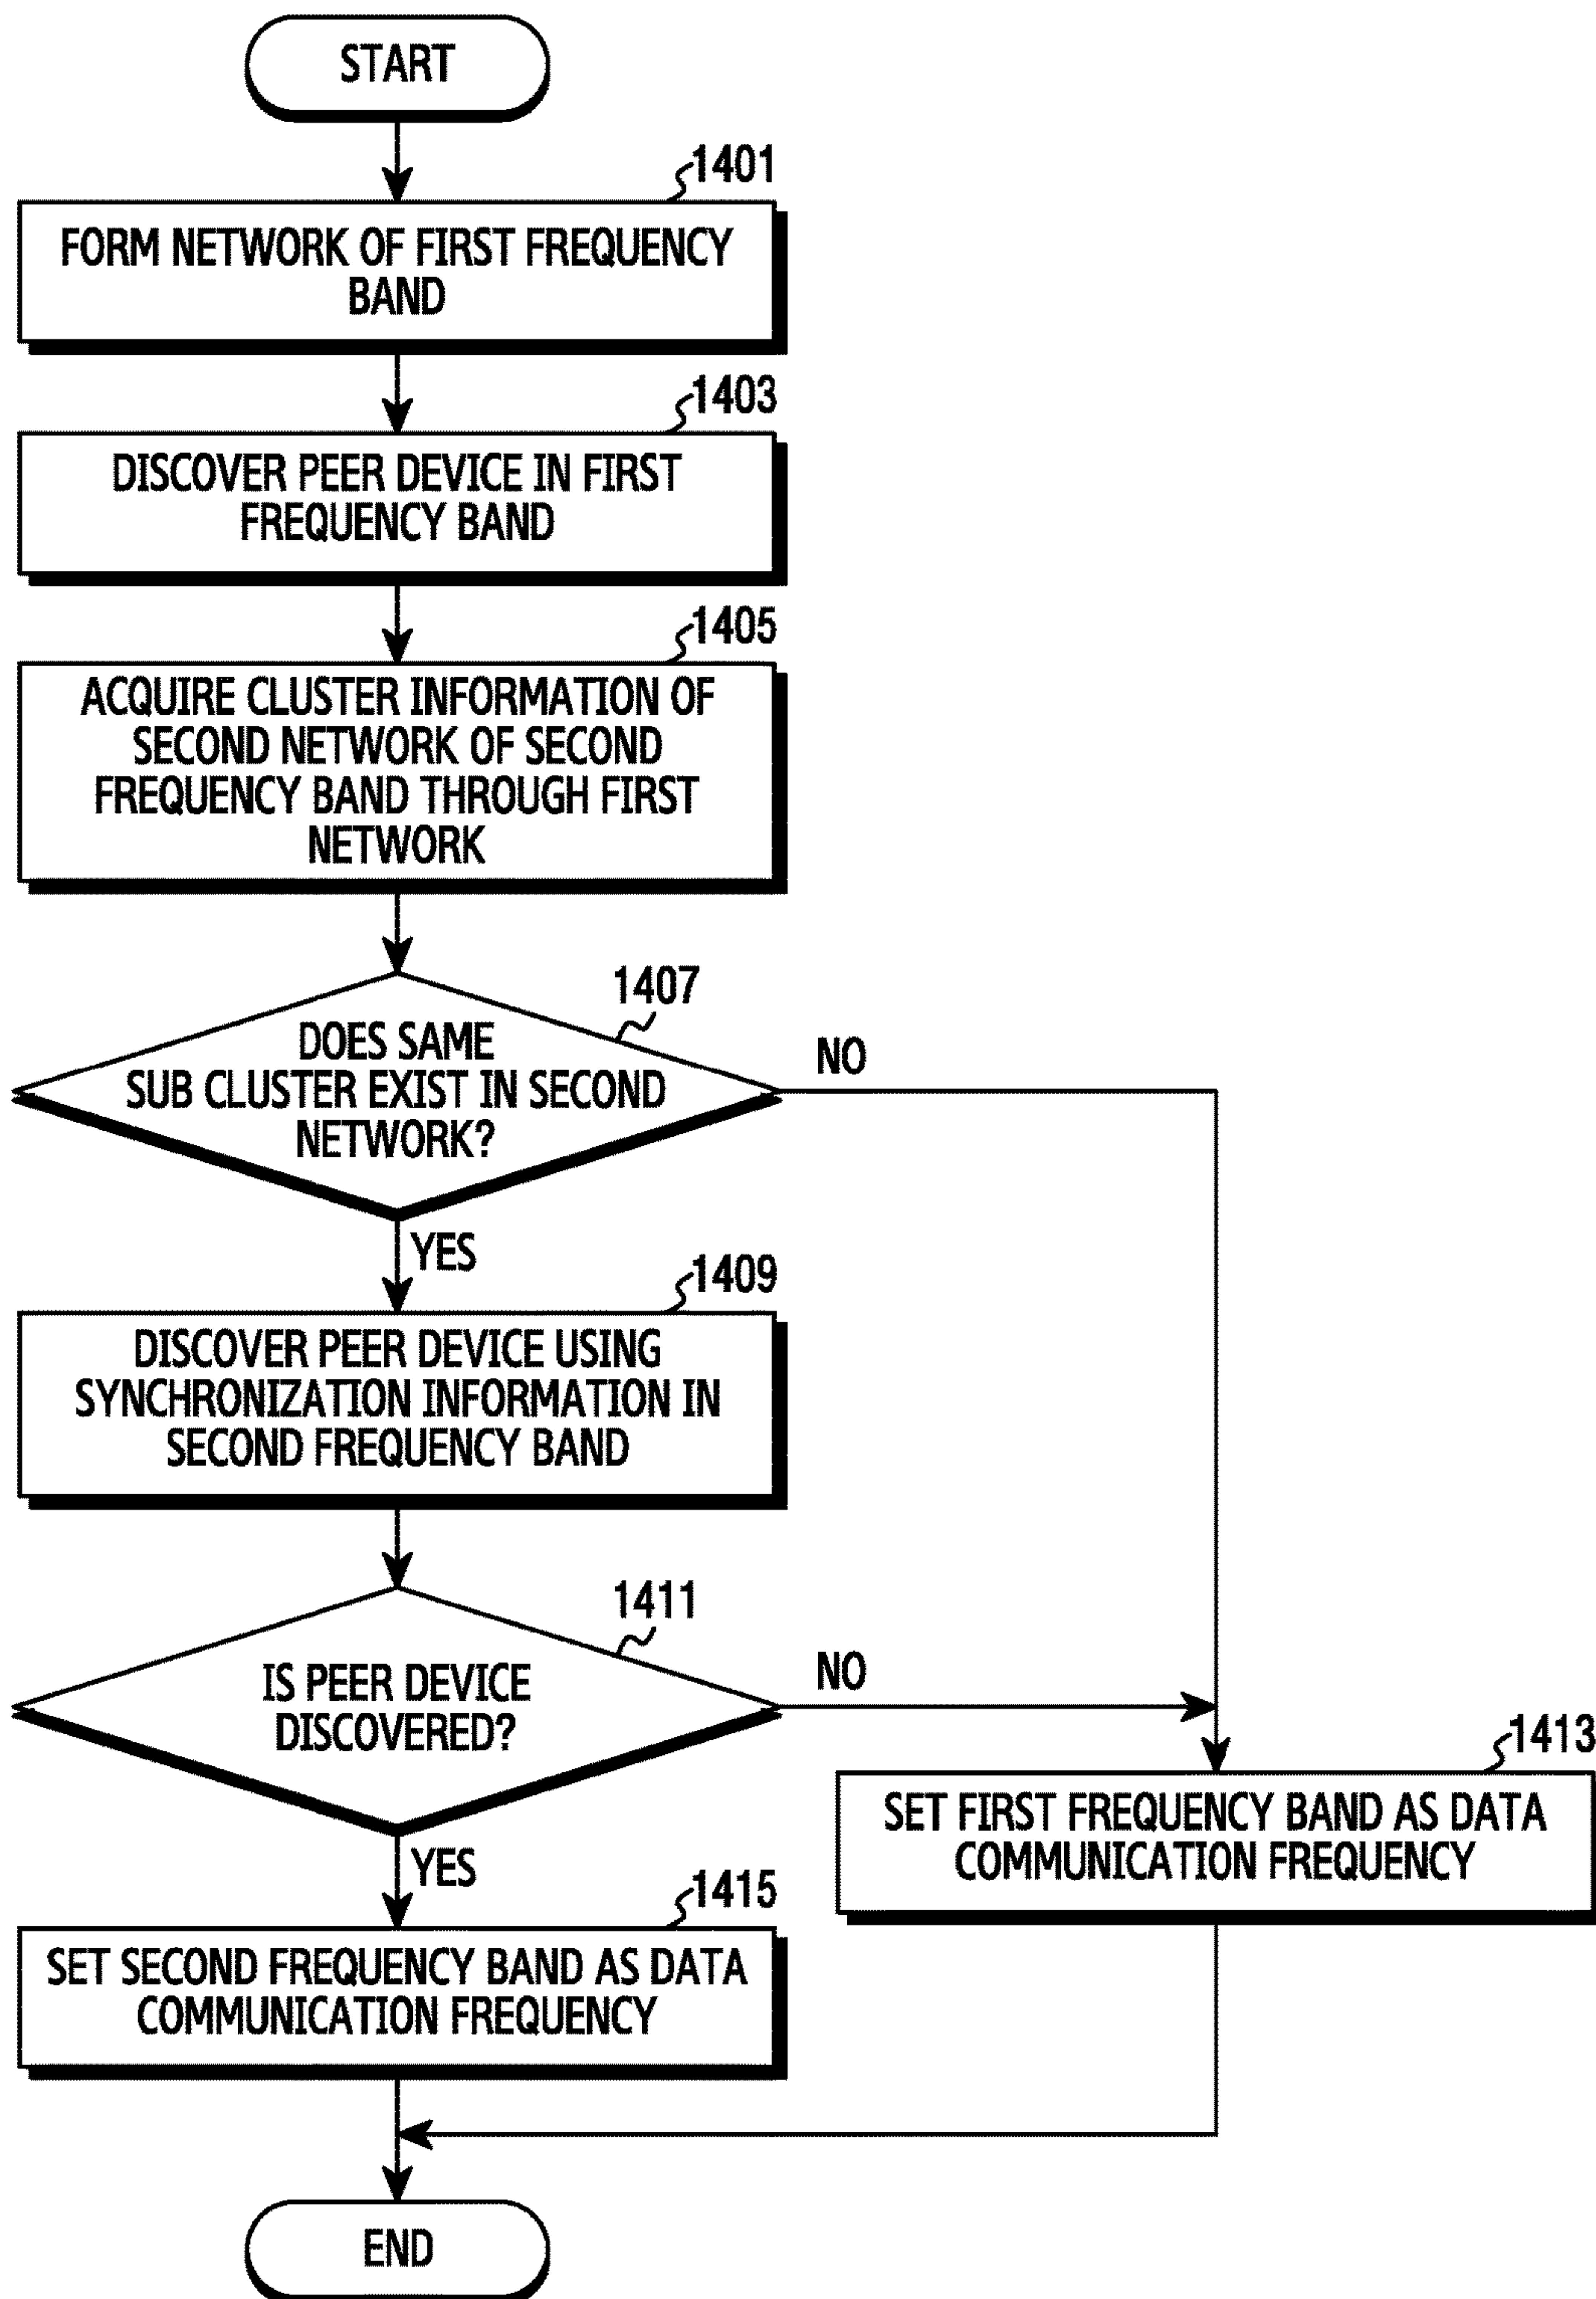 START
1401
FORM NETWORK OF FIRST FREQUENCY
BAND
1403
DISCOVER PEER DEVICE IN FIRST
FREQUENCY BAND
1405
ACQUIRE CLUSTER INFORMATION OF
SECOND NETWORK OF SECOND
FREQUENCY BAND THROUGH FIRST
NETWORK
1407
DOES SAME
SUB CLUSTER EXIST IN SECOND
NETWORK?
NO
YES
1409
DISCOVER PEER DEVICE USING
SYNCHRONIZATION INFORMATION IN
SECOND FREQUENCY BAND
1411
IS PEER DEVICE
DISCOVERED?
NO
YES
1413
SET FIRST FREQUENCY BAND AS DATA
COMMUNICATION FREQUENCY
1415
SET SECOND FREQUENCY BAND AS DATA
COMMUNICATION FREQUENCY
END